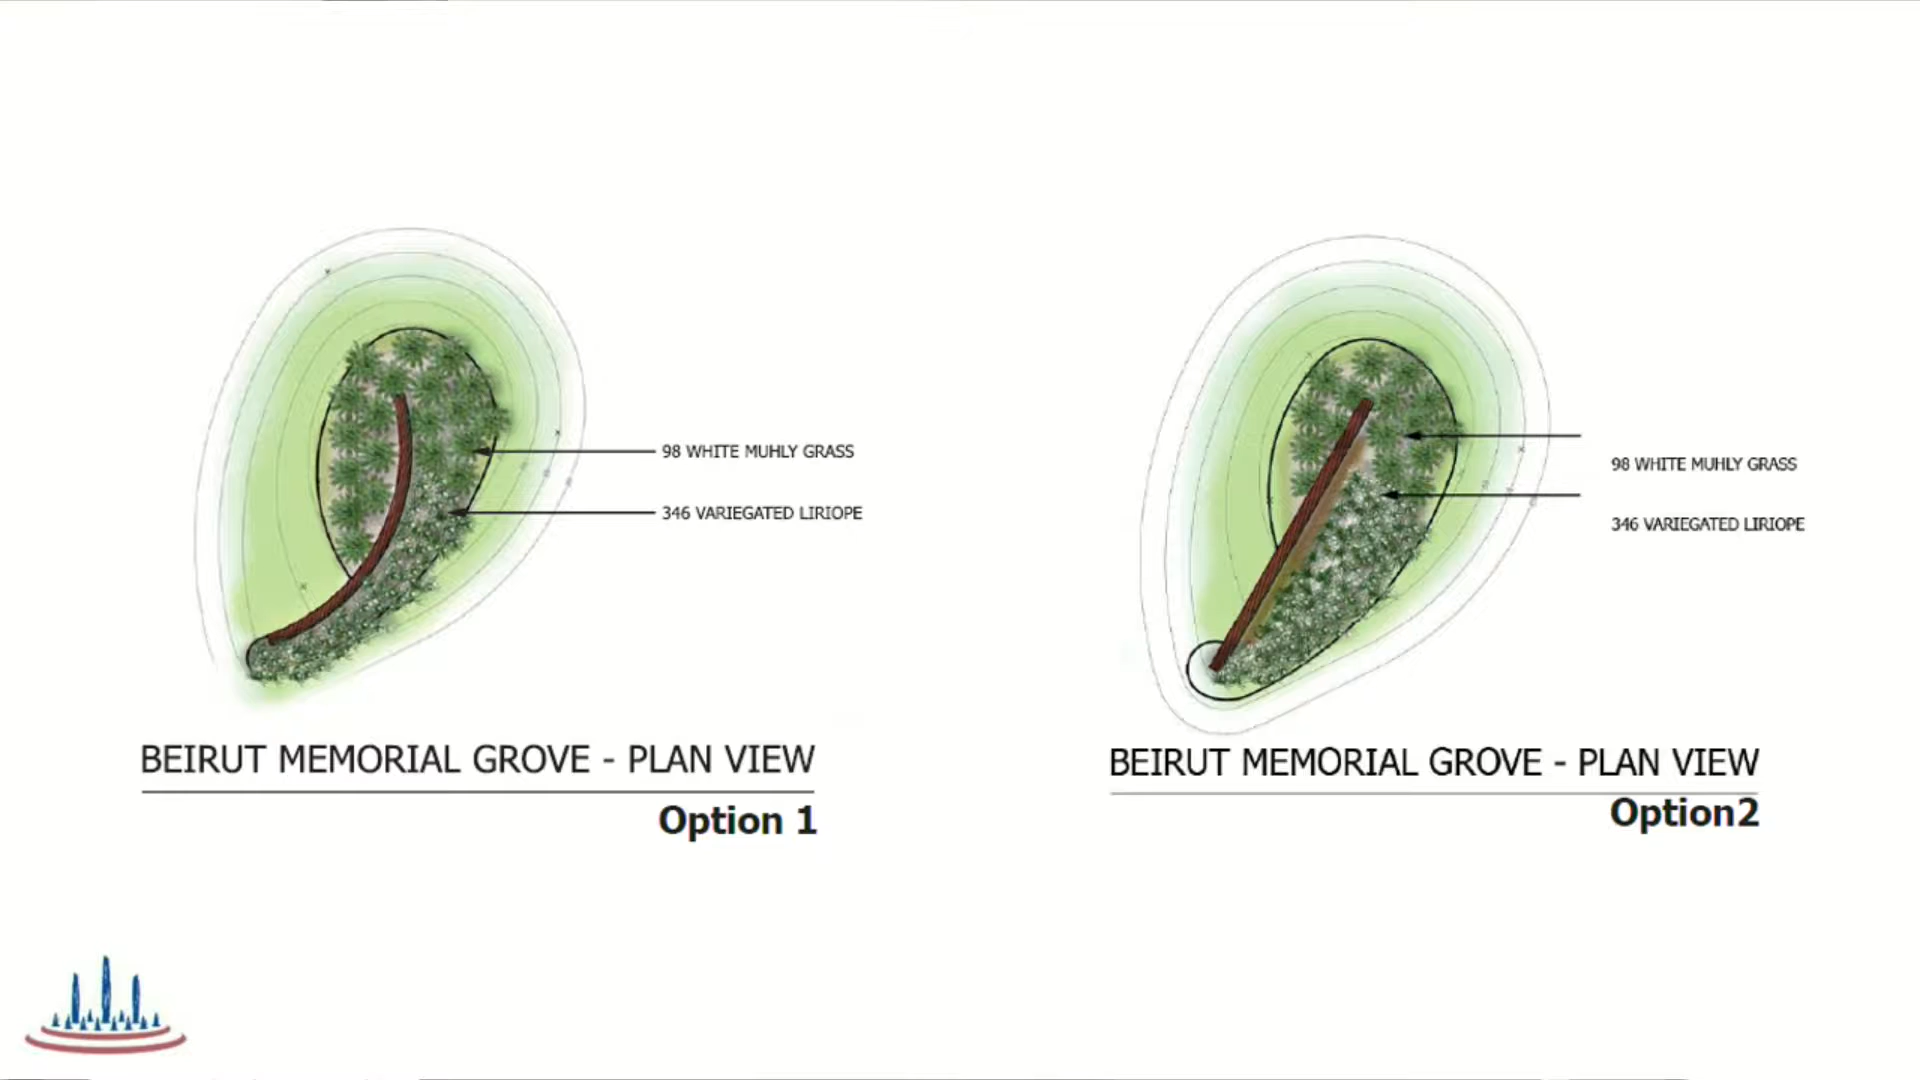 98 WHITE MUHLY GRASS
346 VARIEGATED LIRIOPE
BEIRUT MEMORIAL GROVE - PLAN VIEW
Option 1
98 WHITE MUHLY GRASS
346 VARIEGATED LIRIOPE
BEIRUT MEMORIAL GROVE - PLAN VIEW
Option2